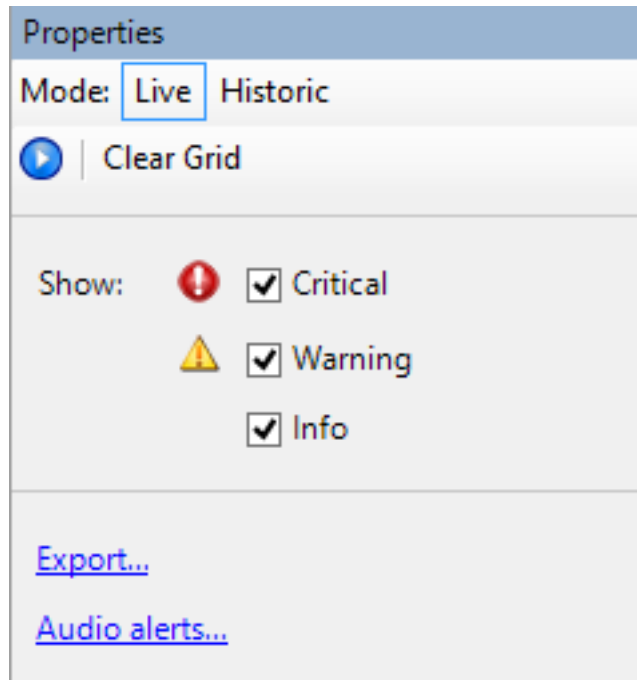 Properties
Mode: Live Historic
Clear Grid
Show: Critical
Warning
Info
Export...
Audio alerts...